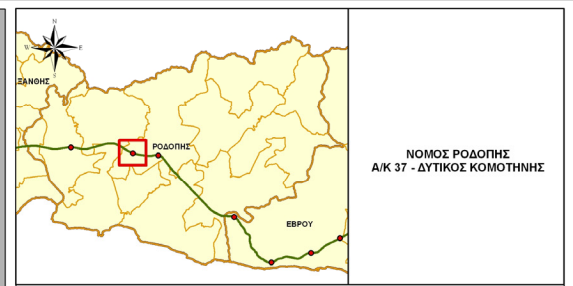 N
W E
S
ΞΑΝΘΗΣ
ΡΟΔΟΠΗΣ
ΕΒΡΟΥ
ΝΟΜΟΣ ΡΟΔΟΠΗΣ
Α/Κ 37 - ΔΥΤΙΚΟΣ ΚΟΜΟΤΗΝΗΣ